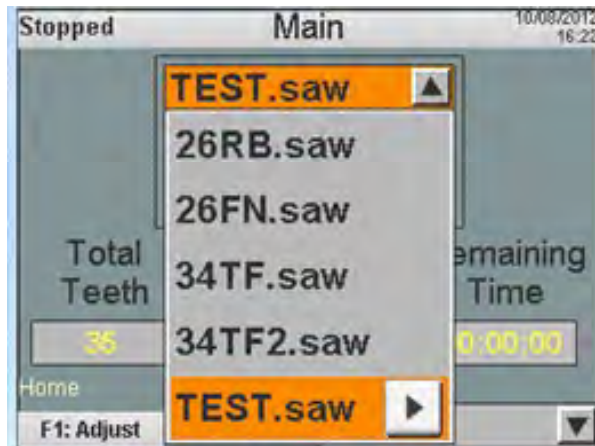 Stopped Main 10/08/2012
16:22
TEST.saw
26RB.saw
26FN.saw
34TF.saw
Total emaining
Teeth Time
34TF2.saw
36 0:00:00
Home
TEST.saw
F1: Adjust